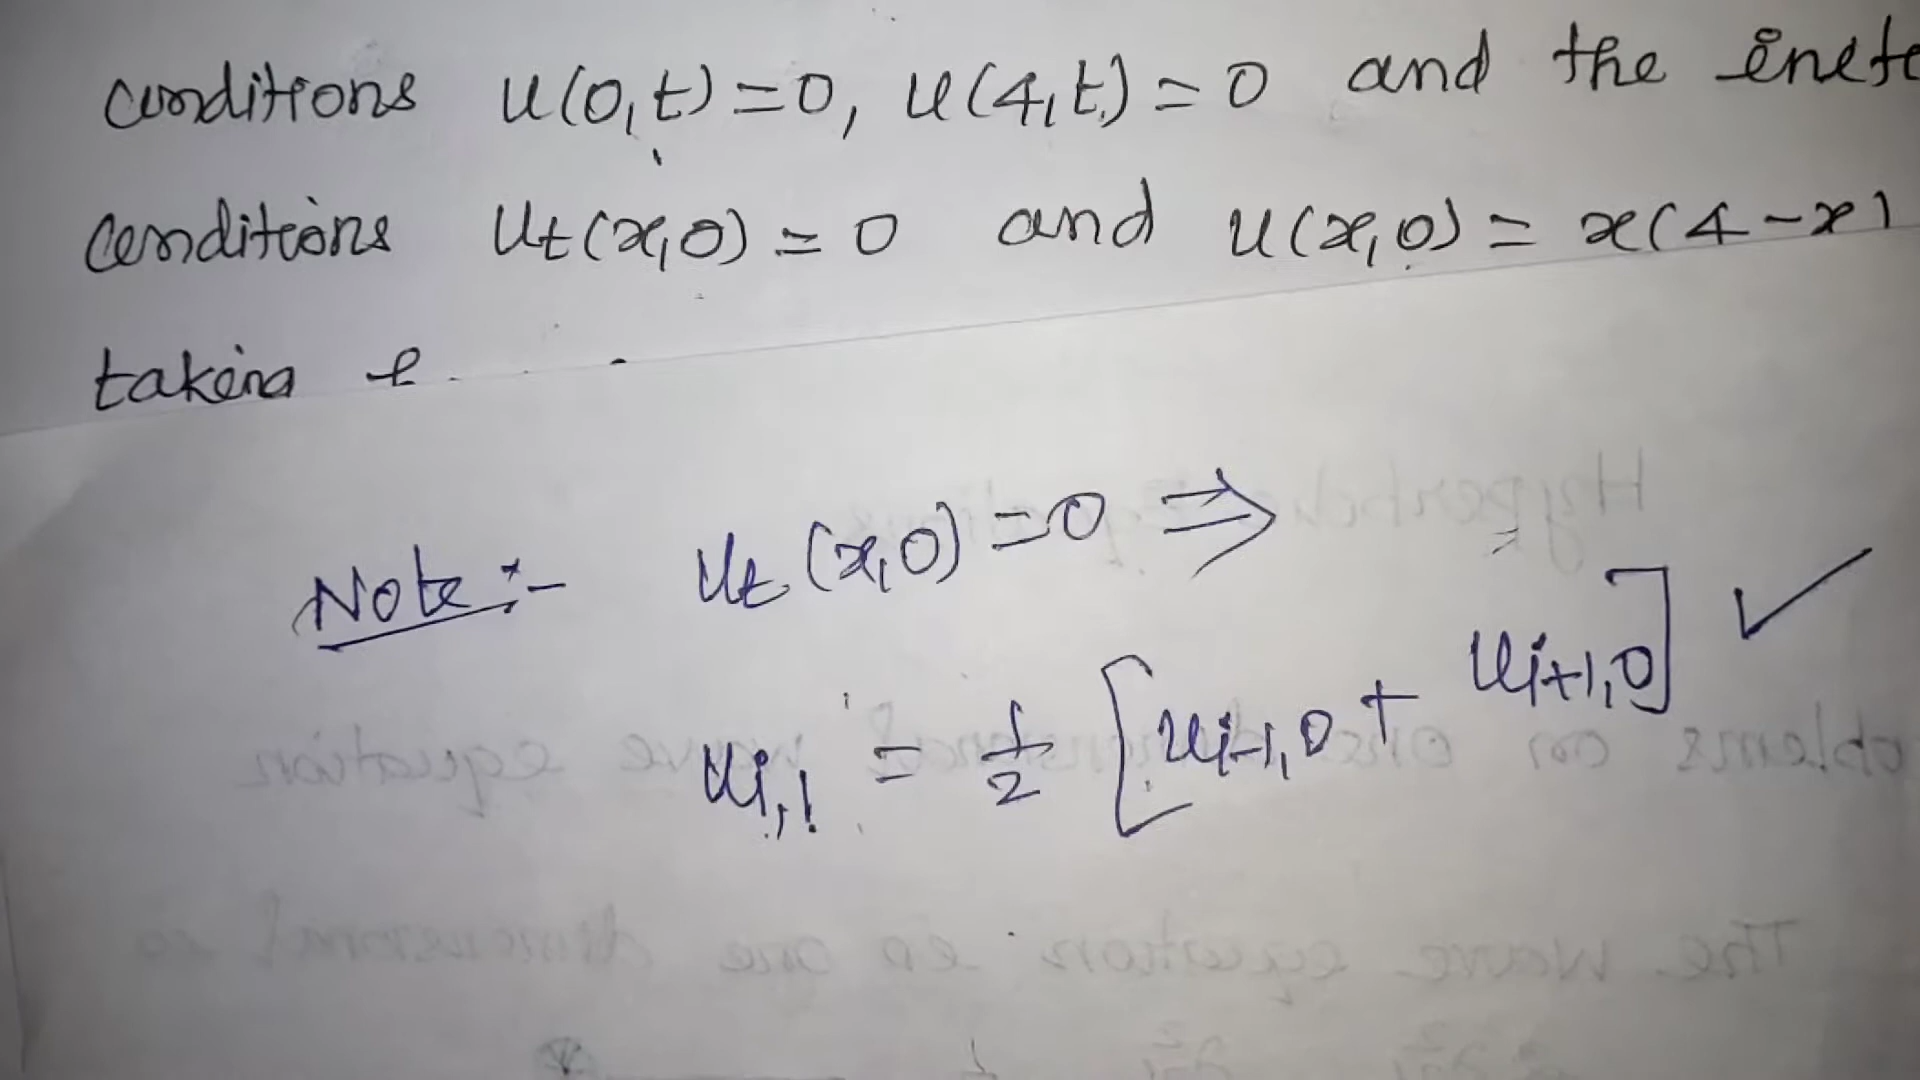 conditions u(0,t)=0, u(4,t)=0 and the
conditions ut(x,0)=0 and u(x,0) = x(4-x)
taking
Note :- ut(x,0)=0 ⇒
ui,1 = 1/2 [ui-1,0 + ui+1,0] ✓